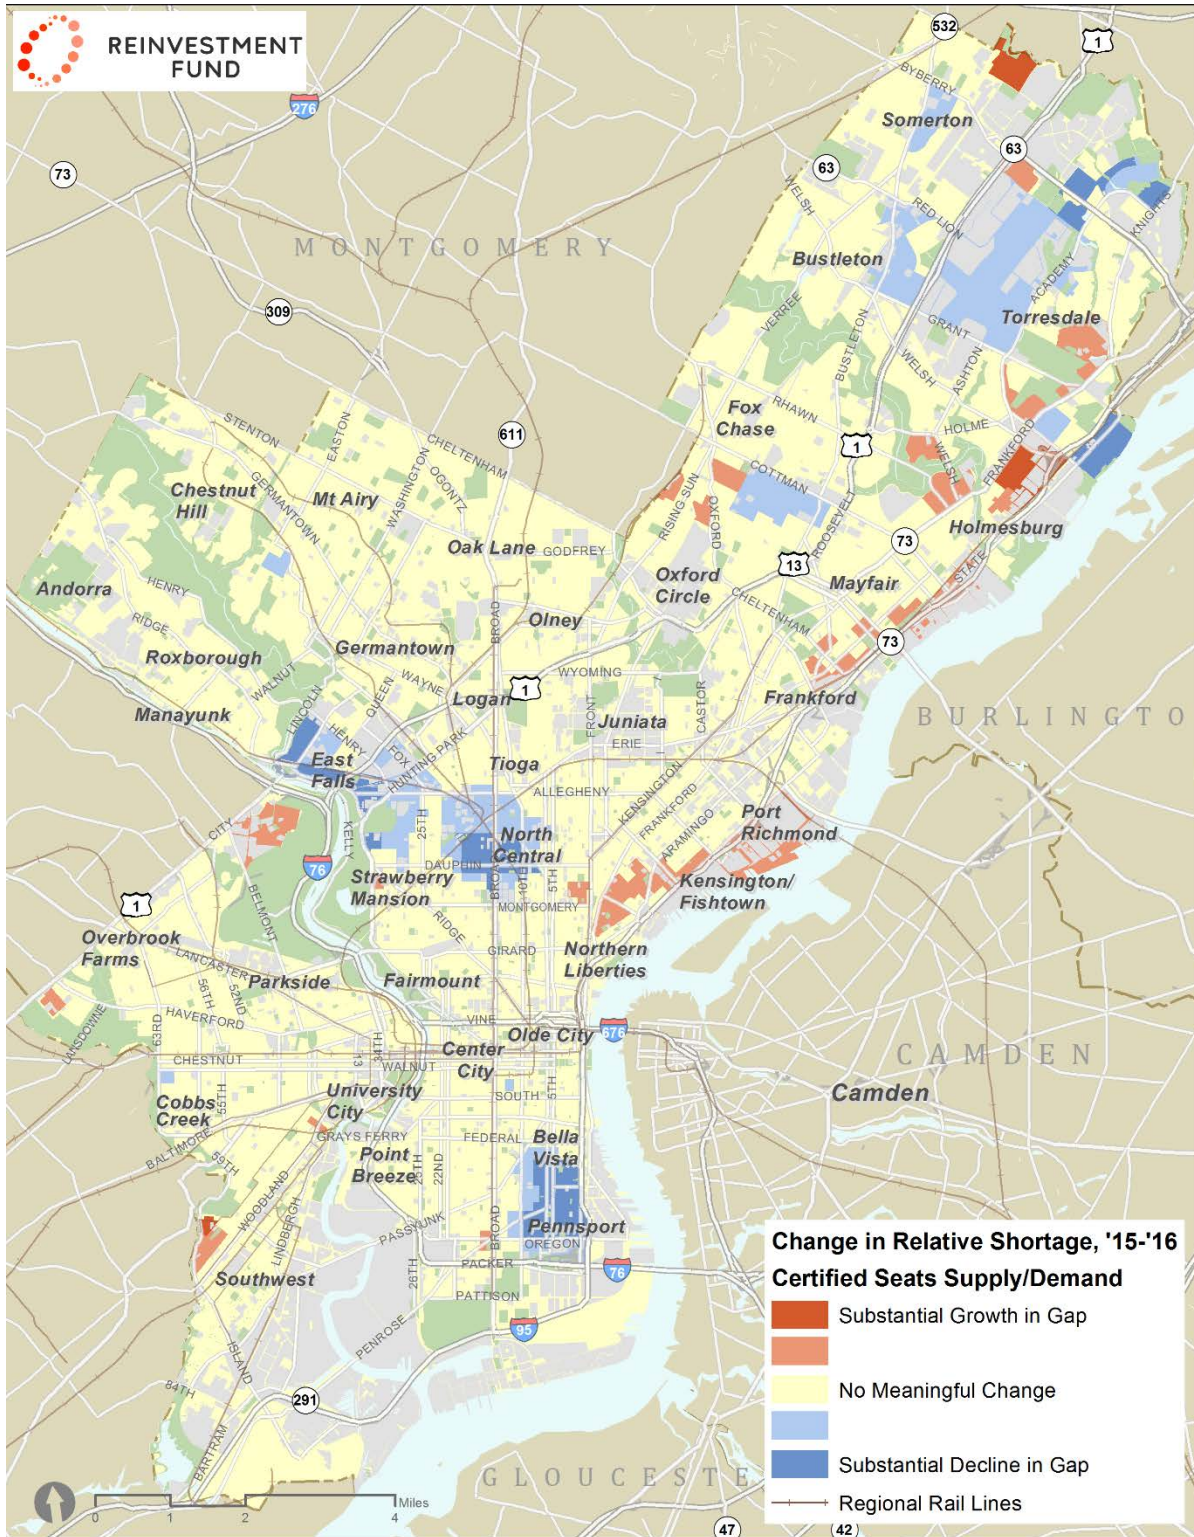 REINVESTMENT
FUND
532
1
BYBERRY
276
Somerton
73
63
63
WELSH
RED LION
KNIGHTS
MONTGOMERY
Bustleton
ACADEMY
309
VERREE
Torresdale
GRANT
BUSTLETON
WELSH
ASHTON
EASTON
STENTON
CHELTENHAM
611
Fox
Chase
RHAWN
HOLME
1
GERMANTOWN
WASHINGTON
OGONTZ
COTTMAN
WELSH
FRANKFORD
Chestnut
Hill
Mt Airy
RISING SUN
OXFORD
ROOSEVELT
Holmesburg
Oak Lane
GODFREY
73
13
STATE
Andorra
HENRY
Oxford
Circle
Mayfair
CHELTENHAM
RIDGE
Olney
BROAD
73
Roxborough
Germantown
WALNUT
WAYNE
WYOMING
QUEEN
Logan
1
Frankford
Manayunk
LINCOLN
FRONT
Juniata
CASTOR
BURLINGTO
HENRY
FOX
HUNTING PARK
ERIE
East
Falls
Tioga
ALLEGHENY
KENSINGTON
FRANKFORD
ARAMINGO
Port
Richmond
CITY
KELLY
25TH
North
Central
76
DAUPHIN
BROAD
10TH
5TH
Strawberry
Mansion
Kensington/
Fishtown
BELMONT
MONTGOMERY
1
RIDGE
Overbrook
Farms
GIRARD
Northern
Liberties
LANCASTER
Parkside
Fairmount
56TH
52ND
LANSDOWNE
63RD
HAVERFORD
VINE
Olde City
676
34TH
13
CHESTNUT
WALNUT
Center
City
CAMDEN
Camden
55TH
University
City
SOUTH
5TH
Cobbs
Creek
BALTIMORE
GRAYS FERRY
FEDERAL
Bella
Vista
59TH
Point
Breeze
25TH
22ND
WOODLAND
LINDBERGH
PASSYUNK
BROAD
Pennsport
OREGON
Southwest
26TH
PACKER
76
PATTISON
95
PENROSE
ISLAND
84TH
291
BARTRAM
GLOUCESTE
Change in Relative Shortage, '15-'16
Certified Seats Supply/Demand
Substantial Growth in Gap
No Meaningful Change
Substantial Decline in Gap
Regional Rail Lines
Miles
0 1 2 4
47
42